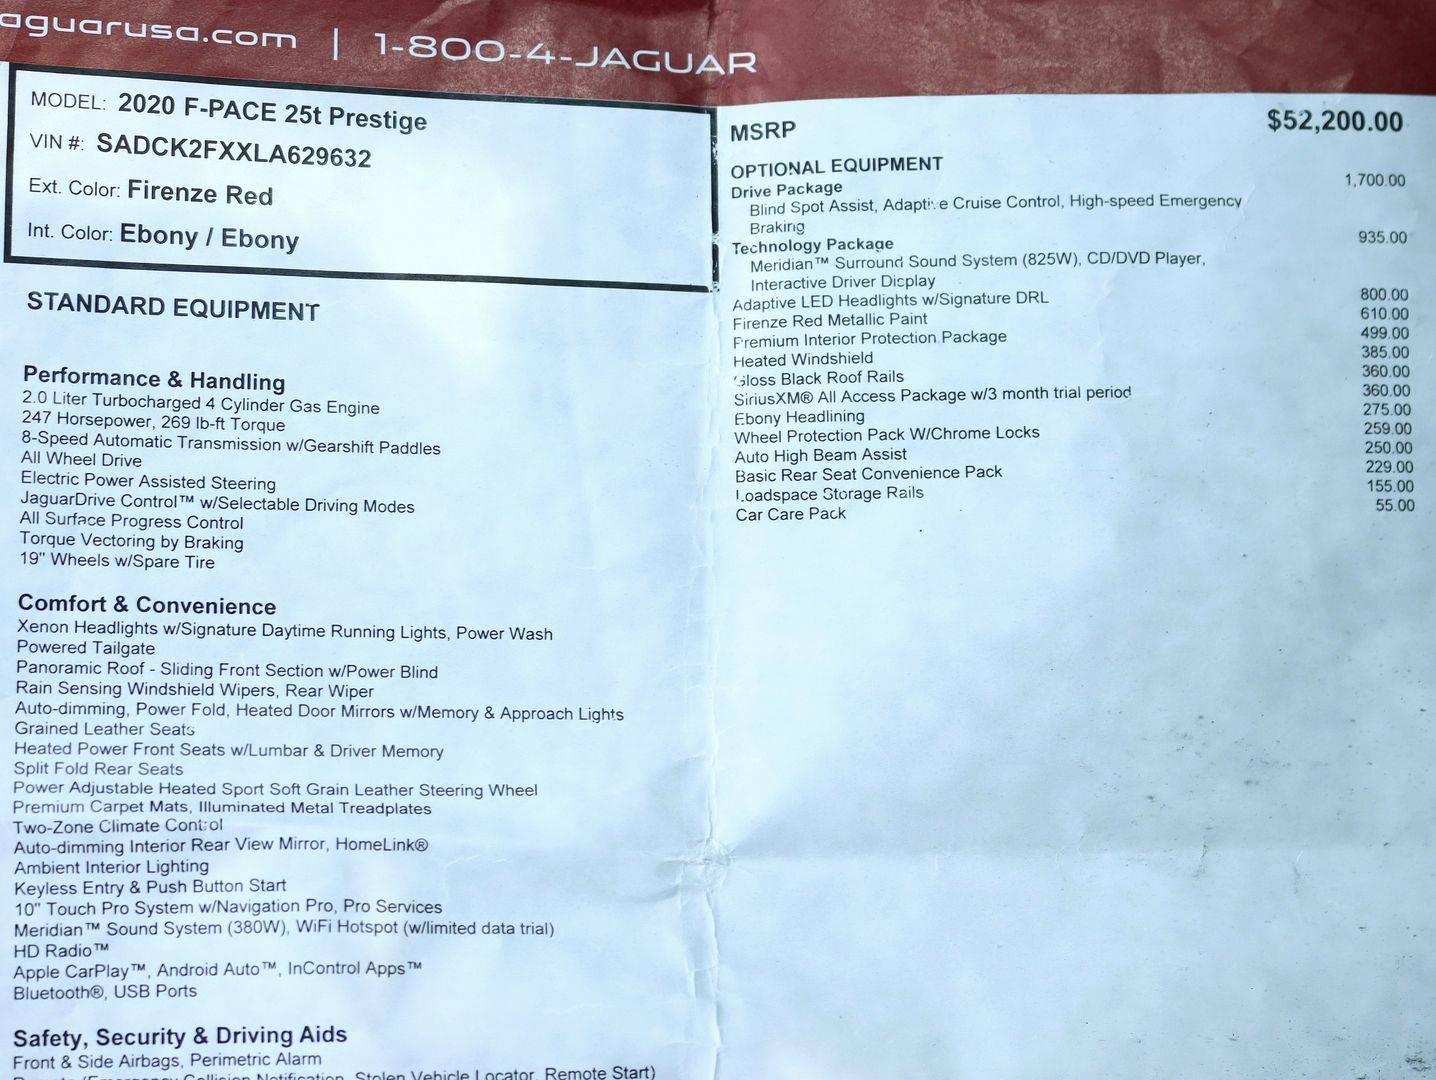 aguarusa.com | 1-800-4-JAGUAR
MODEL: 2020 F-PACE 25t Prestige
VIN #: SADCK2FXXLA629632
Ext. Color: Firenze Red
Int. Color: Ebony / Ebony
STANDARD EQUIPMENT
Performance & Handling
2.0 Liter Turbocharged 4 Cylinder Gas Engine
247 Horsepower, 269 lb-ft Torque
8-Speed Automatic Transmission w/Gearshift Paddles
All Wheel Drive
Electric Power Assisted Steering
JaguarDrive Control™ w/Selectable Driving Modes
All Surface Progress Control
Torque Vectoring by Braking
19" Wheels w/Spare Tire
Comfort & Convenience
Xenon Headlights w/Signature Daytime Running Lights, Power Wash
Powered Tailgate
Panoramic Roof - Sliding Front Section w/Power Blind
Rain Sensing Windshield Wipers, Rear Wiper
Auto-dimming, Power Fold, Heated Door Mirrors w/Memory & Approach Lights
Grained Leather Seats
Heated Power Front Seats w/Lumbar & Driver Memory
Split Fold Rear Seats
Power Adjustable Heated Sport Soft Grain Leather Steering Wheel
Premium Carpet Mats, Illuminated Metal Treadplates
Two-Zone Climate Control
Auto-dimming Interior Rear View Mirror, HomeLink®
Ambient Interior Lighting
Keyless Entry & Push Button Start
10" Touch Pro System w/Navigation Pro, Pro Services
Meridian™ Sound System (380W), WiFi Hotspot (w/limited data trial)
HD Radio™
Apple CarPlay™, Android Auto™, InControl Apps™
Bluetooth®, USB Ports
Safety, Security & Driving Aids
Front & Side Airbags, Perimetric Alarm
Remote (Emergency Collision Notification, Stolen Vehicle Locator, Remote Start)
MSRP $52,200.00
OPTIONAL EQUIPMENT
Drive Package 1,700.00
Blind Spot Assist, Adaptive Cruise Control, High-speed Emergency
Braking
Technology Package 935.00
Meridian™ Surround Sound System (825W), CD/DVD Player,
Interactive Driver Display
Adaptive LED Headlights w/Signature DRL 800.00
Firenze Red Metallic Paint 610.00
Premium Interior Protection Package 499.00
Heated Windshield 385.00
Gloss Black Roof Rails 360.00
SiriusXM® All Access Package w/3 month trial period 360.00
Ebony Headlining 275.00
Wheel Protection Pack W/Chrome Locks 259.00
Auto High Beam Assist 250.00
Basic Rear Seat Convenience Pack 229.00
Loadspace Storage Rails 155.00
Car Care Pack 55.00